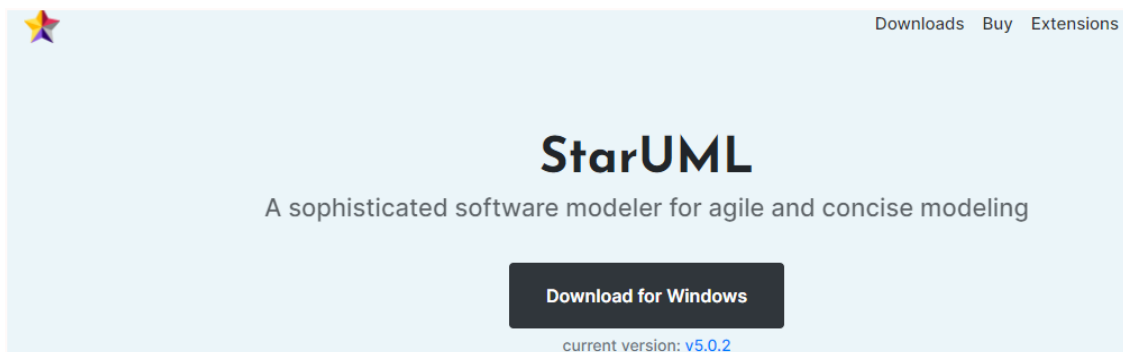 Downloads Buy Extensions
StarUML
A sophisticated software modeler for agile and concise modeling
Download for Windows
current version: v5.0.2